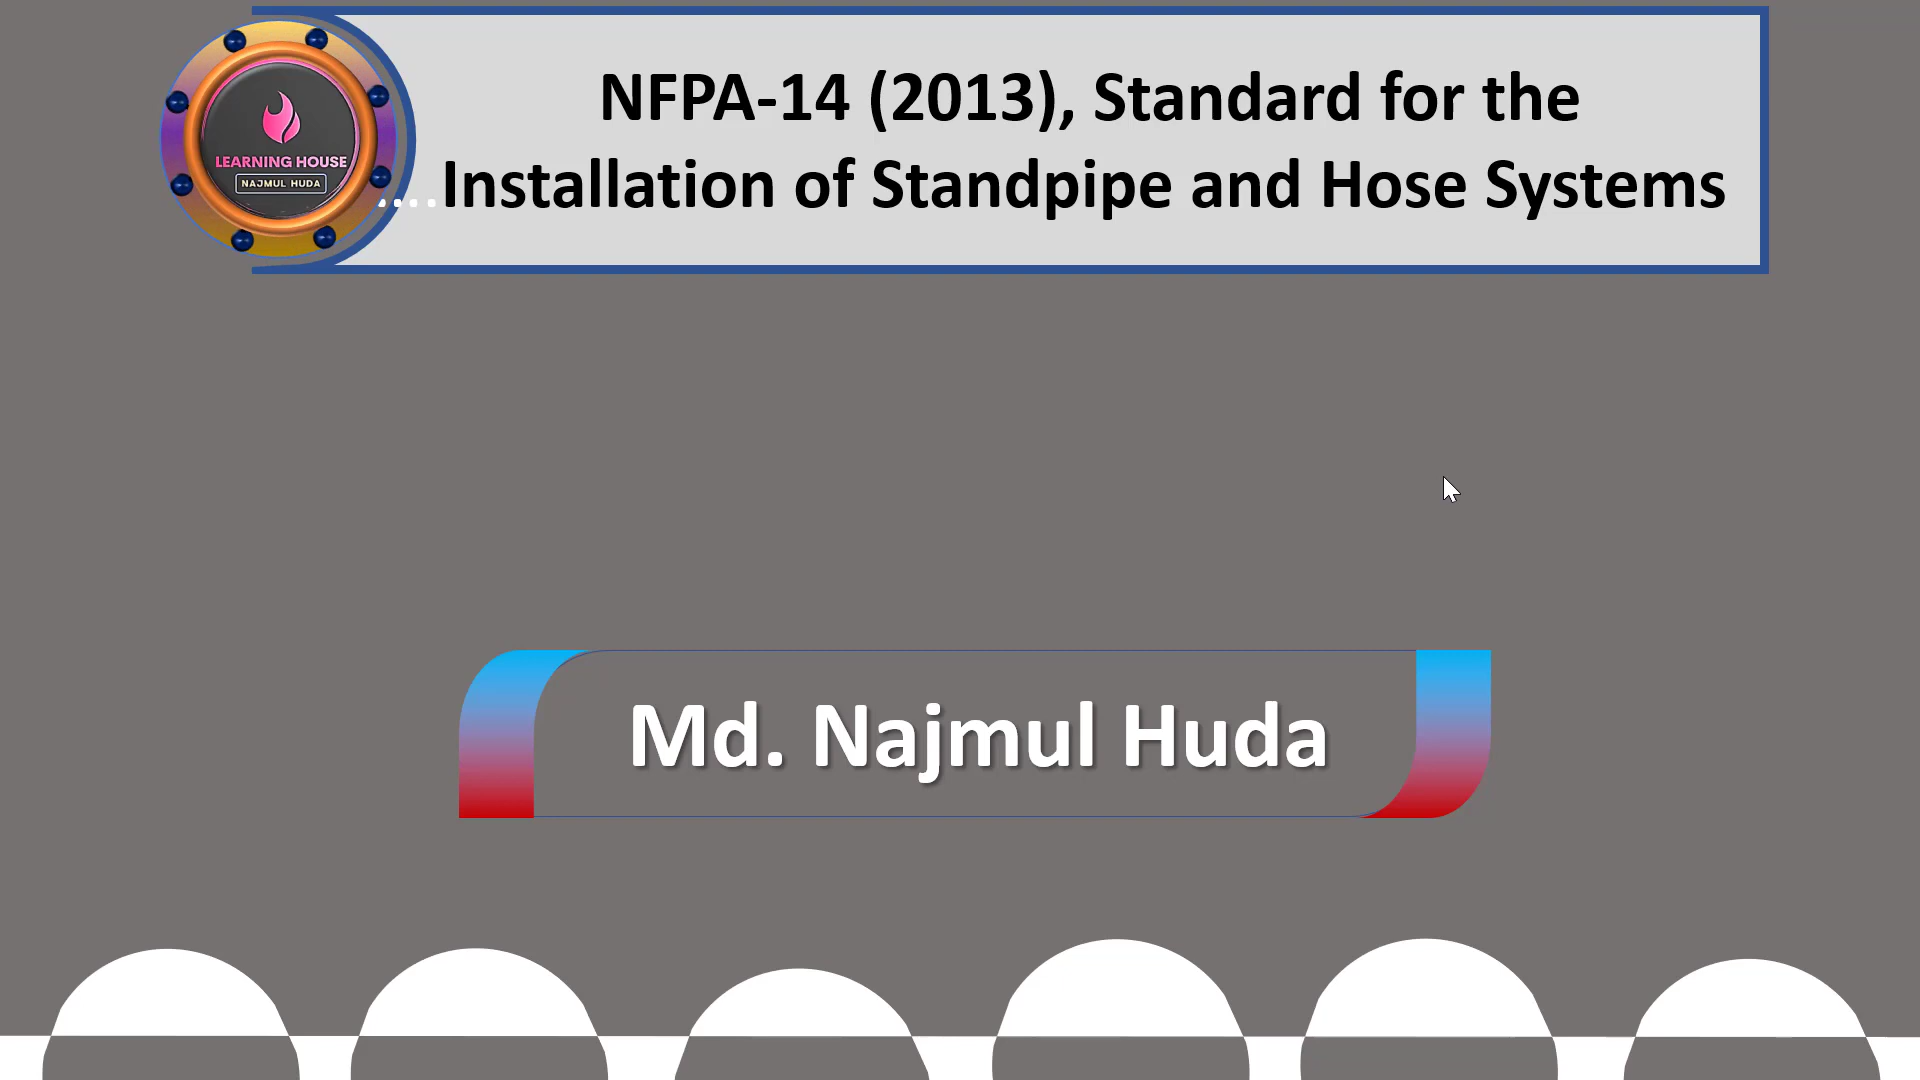 NFPA-14 (2013), Standard for the
....Installation of Standpipe and Hose Systems
LEARNING HOUSE
NAJMUL HUDA
Md. Najmul Huda